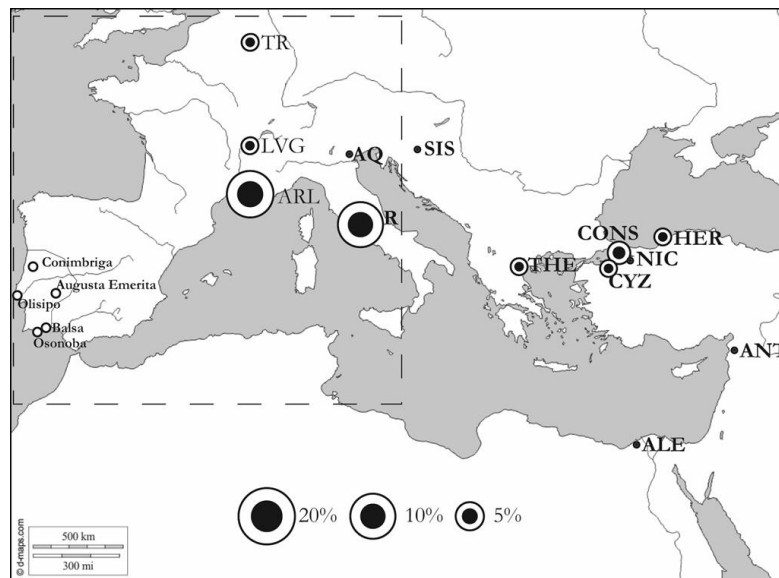 TR
LVG
AQ
SIS
ARL
R
CONS
HER
NIC
THE
CYZ
Conimbriga
Augusta Emerita
Olisipo
Balsa
Osonoba
ANT
ALE
20%
10%
5%
500 km
300 mi
© d-maps.com